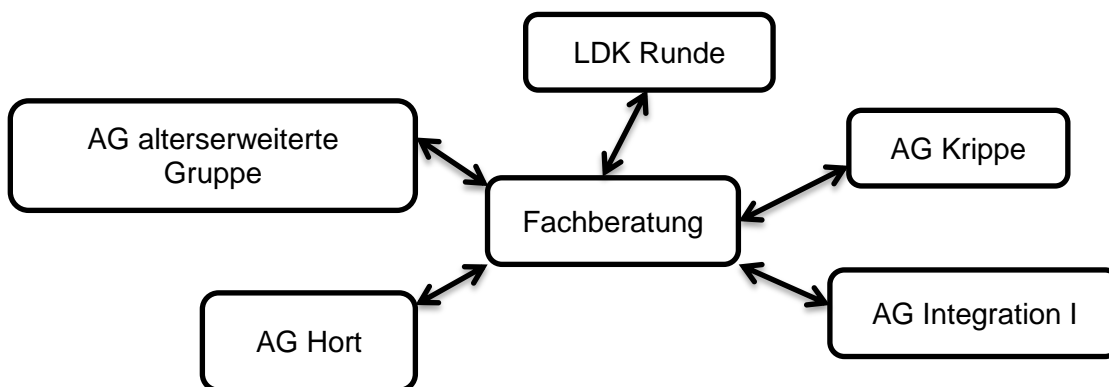 LDK Runde
AG alterserweiterte
Gruppe
AG Krippe
Fachberatung
AG Integration I
AG Hort